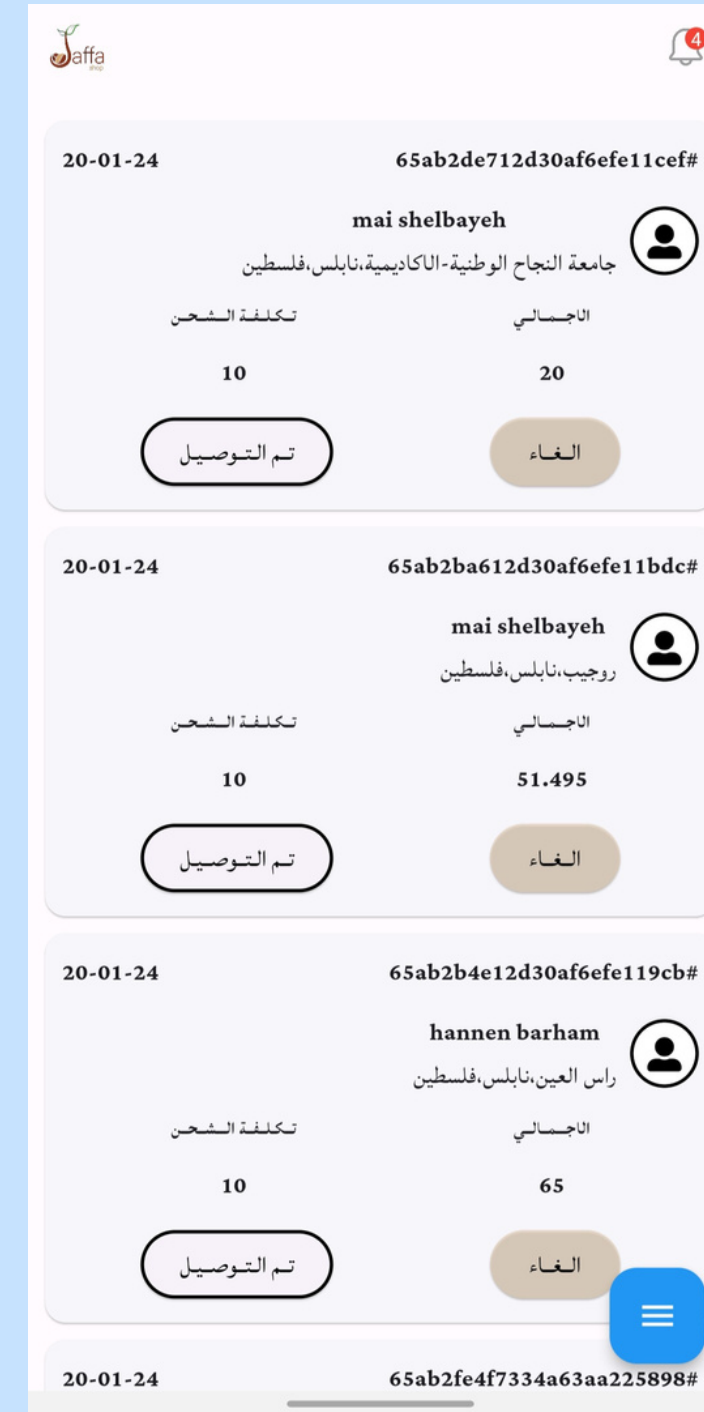 Jaffa
shop
4
65ab2de712d30af6efe11cef# 20-01-24
mai shelbayeh
جامعة النجاح الوطنية-الاكاديمية،نابلس،فلسطين
الاجمالي تكلفة الشحن
20 10
الغاء تم التوصيل
65ab2ba612d30af6efe11bdc# 20-01-24
mai shelbayeh
روجيب،نابلس،فلسطين
الاجمالي تكلفة الشحن
51.495 10
الغاء تم التوصيل
65ab2b4e12d30af6efe119cb# 20-01-24
hannen barham
راس العين،نابلس،فلسطين
الاجمالي تكلفة الشحن
65 10
الغاء تم التوصيل
65ab2fe4f7334a63aa225898# 20-01-24